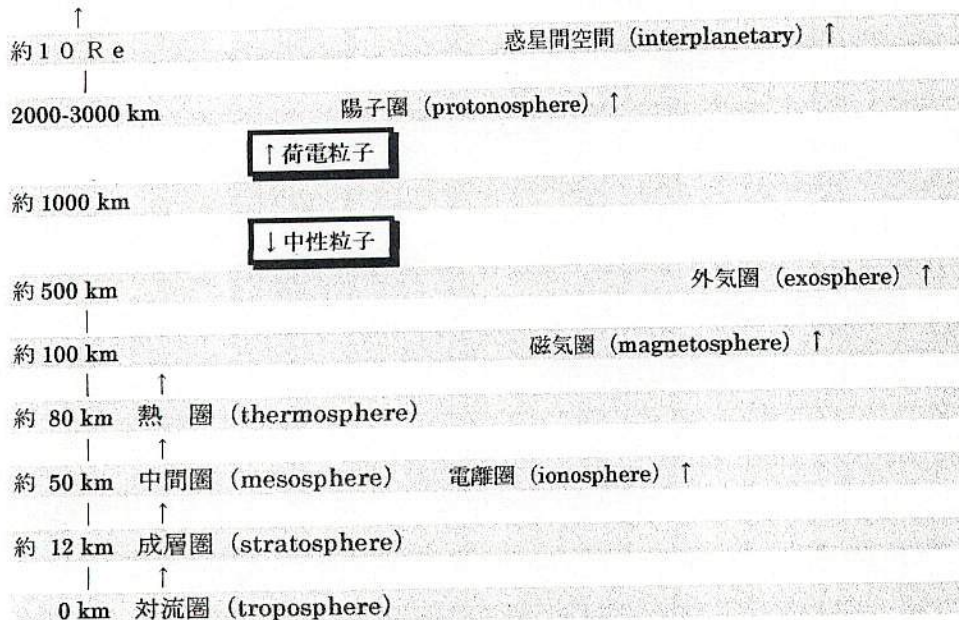 ↑
約10 Re 惑星間空間 (interplanetary) ↑
|
2000-3000 km 陽子圏 (protonosphere) ↑
↑荷電粒子
約 1000 km
↓中性粒子
約 500 km 外気圏 (exosphere) ↑
|
約 100 km 磁気圏 (magnetosphere) ↑
| ↑
約 80 km 熱 圏 (thermosphere)
| ↑
約 50 km 中間圏 (mesosphere) 電離圏 (ionosphere) ↑
| ↑
約 12 km 成層圏 (stratosphere)
| ↑
0 km 対流圏 (troposphere)